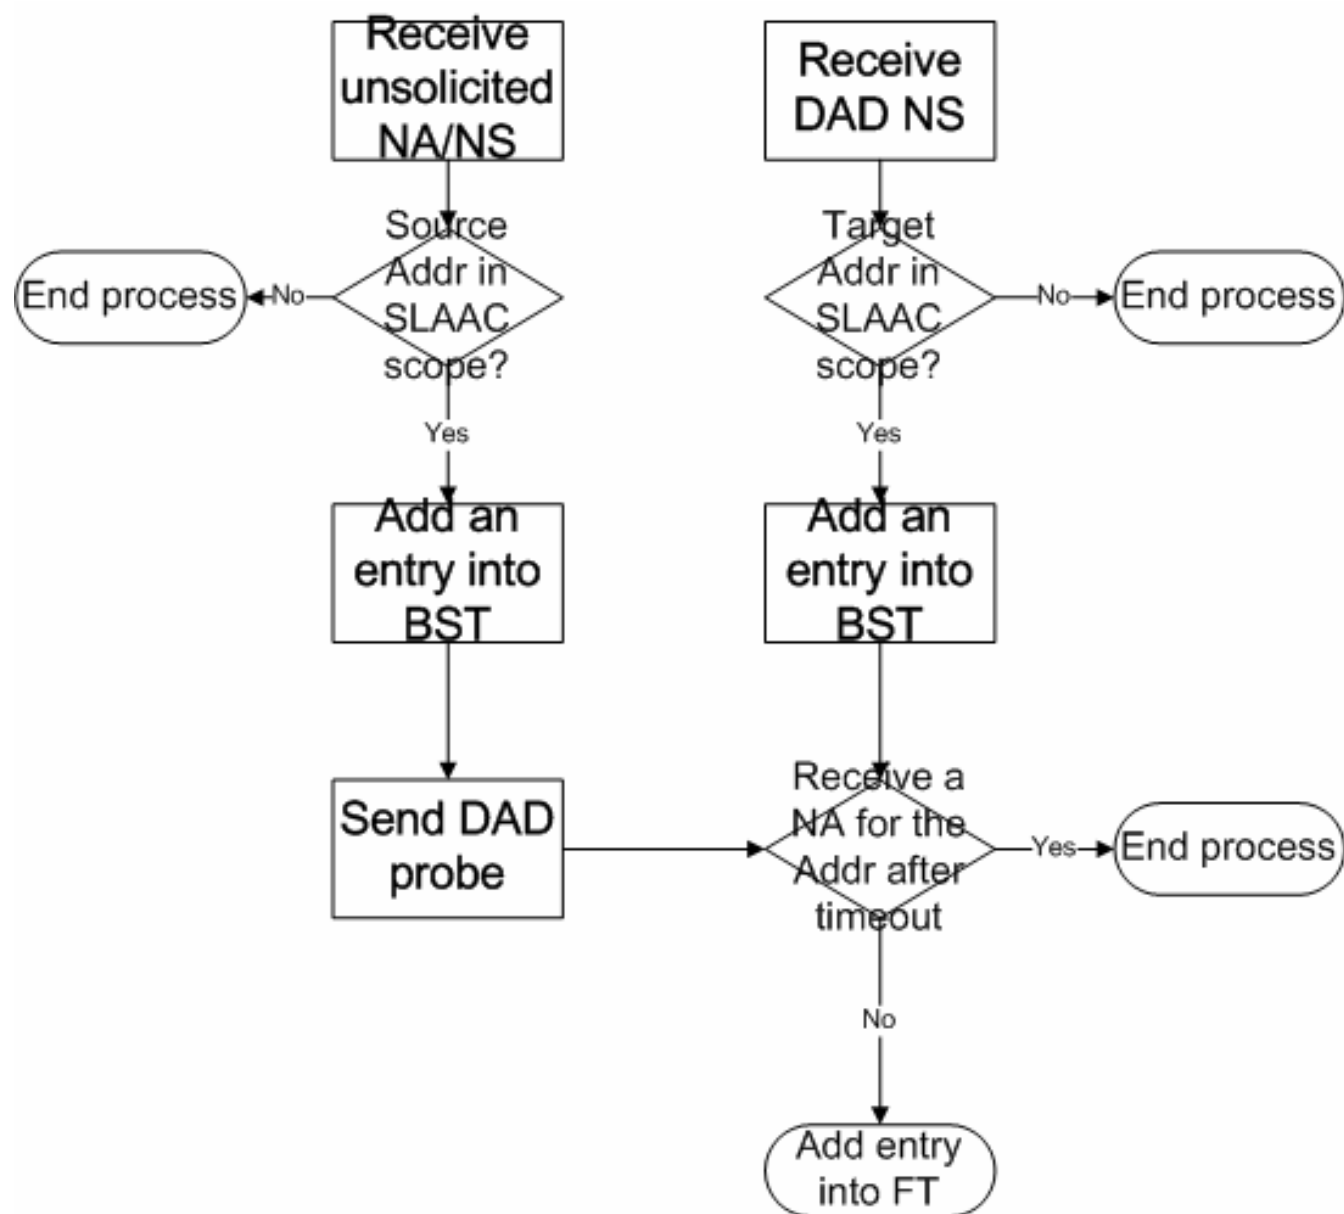 Receive
unsolicited
NA/NS
Receive
DAD NS
Source
Addr in
SLAAC
scope?
Target
Addr in
SLAAC
scope?
End process
No
No
End process
Yes
Yes
Add an
entry into
BST
Add an
entry into
BST
Send DAD
probe
Receive a
NA for the
Addr after
timeout
Yes
End process
No
Add entry
into FT